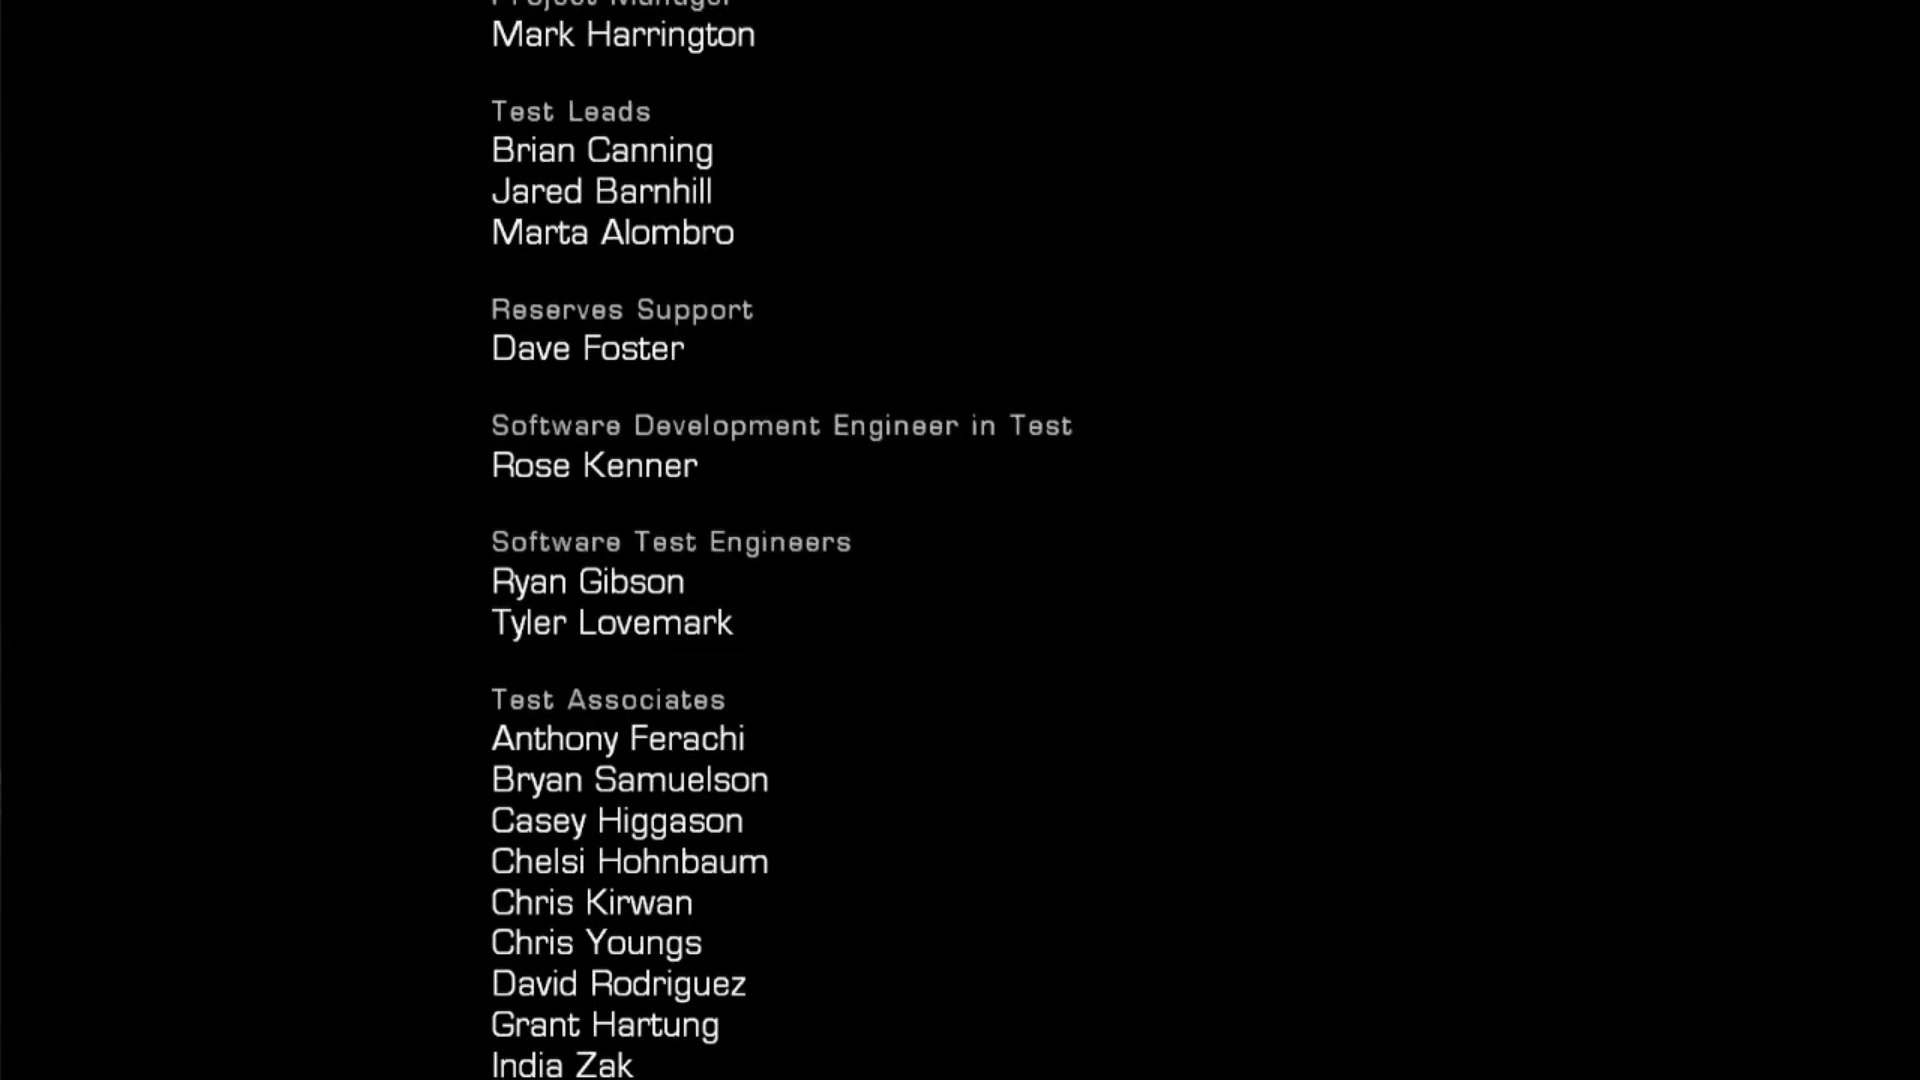 Project Manager
Mark Harrington
Test Leads
Brian Canning
Jared Barnhill
Marta Alombro
Reserves Support
Dave Foster
Software Development Engineer in Test
Rose Kenner
Software Test Engineers
Ryan Gibson
Tyler Lovemark
Test Associates
Anthony Ferachi
Bryan Samuelson
Casey Higgason
Chelsi Hohnbaum
Chris Kirwan
Chris Youngs
David Rodriguez
Grant Hartung
India Zak